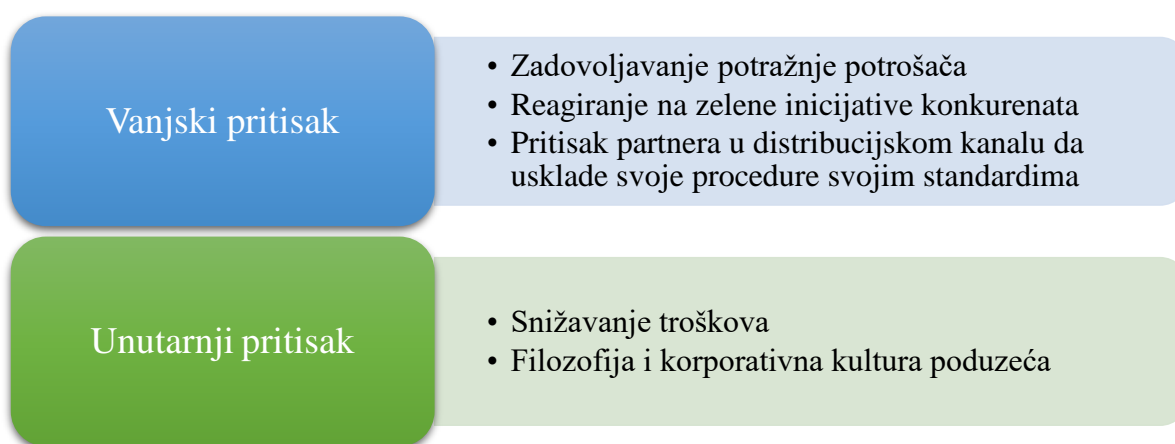 Vanjski pritisak
• Zadovoljavanje potražnje potrošača
• Reagiranje na zelene inicijative konkurenata
• Pritisak partnera u distribucijskom kanalu da
usklade svoje procedure svojim standardima
Unutarnji pritisak
• Snižavanje troškova
• Filozofija i korporativna kultura poduzeća